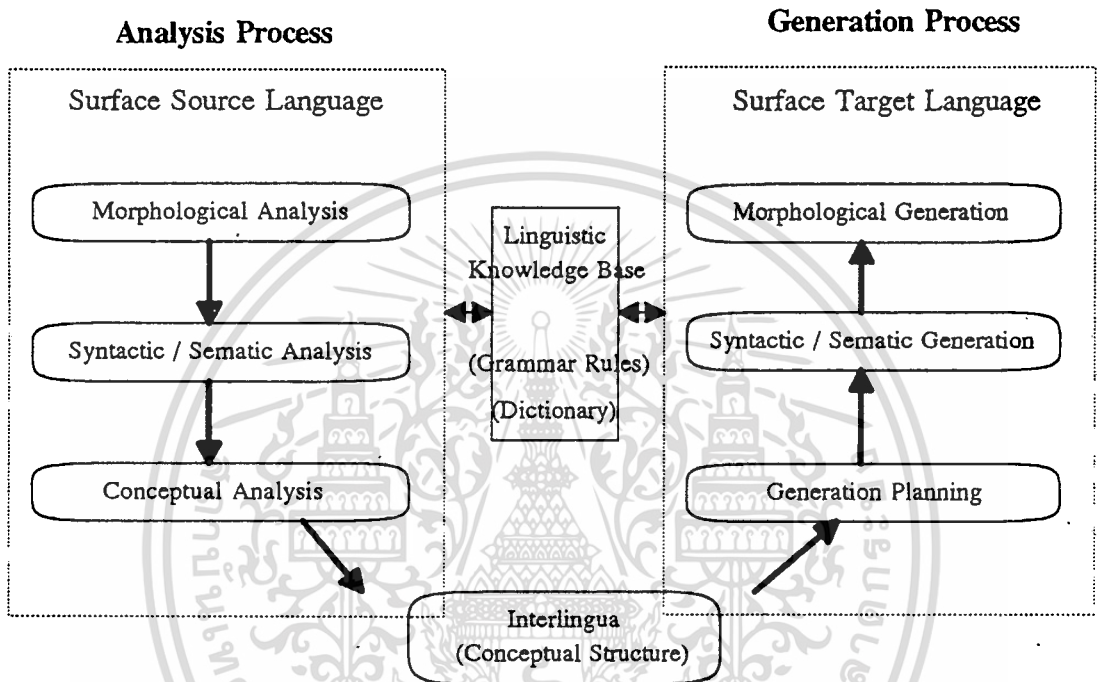 Analysis Process
Surface Source Language
Morphological Analysis
Syntactic / Sematic Analysis
Conceptual Analysis
Linguistic
Knowledge Base
(Grammar Rules)
(Dictionary)
Generation Process
Surface Target Language
Morphological Generation
Syntactic / Sematic Generation
Generation Planning
Interlingua
(Conceptual Structure)